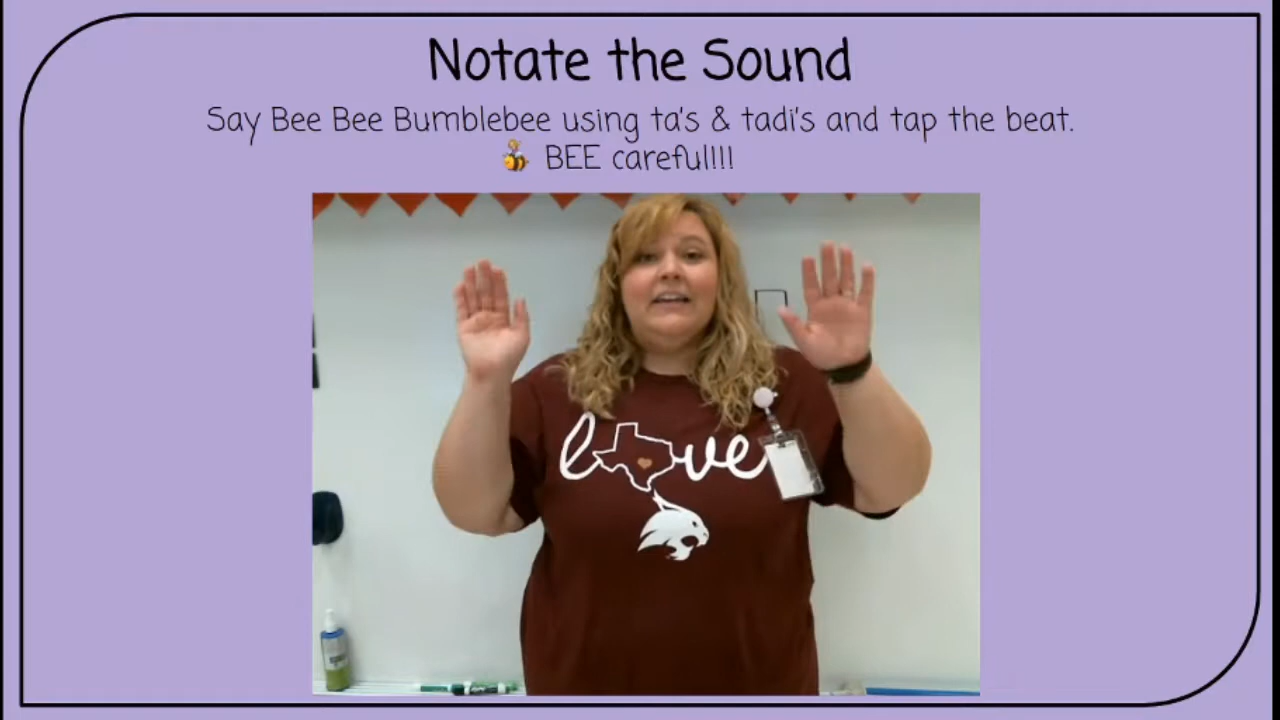 Notate the Sound
Say Bee Bee Bumblebee using ta's & tadi's and tap the beat.
🐝 BEE careful!!!
love